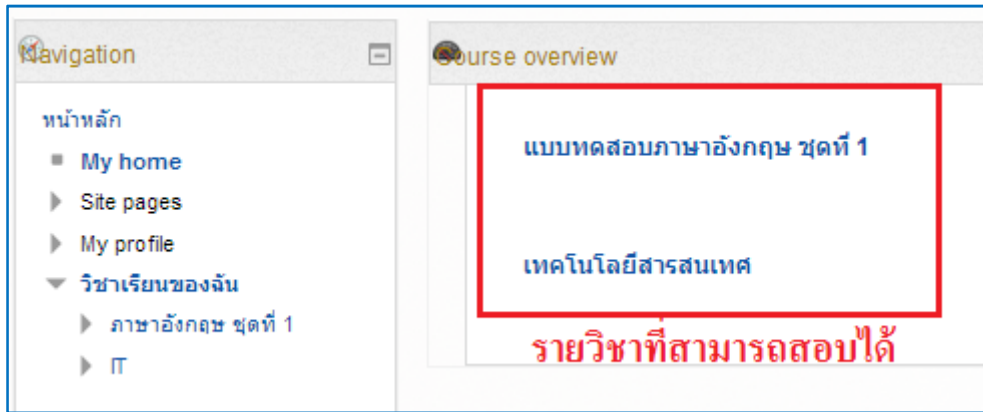 Navigation
หน้าหลัก
My home
Site pages
My profile
วิชาเรียนของฉัน
ภาษาอังกฤษ ชุดที่ 1
IT
Course overview
แบบทดสอบภาษาอังกฤษ ชุดที่ 1
เทคโนโลยีสารสนเทศ
รายวิชาที่สามารถสอบได้